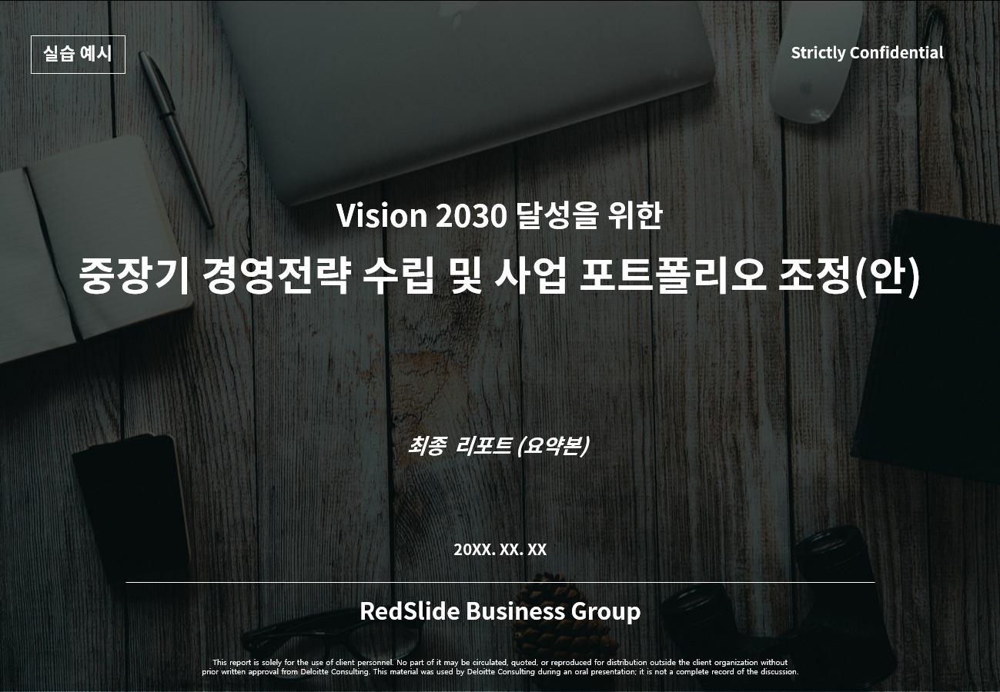 실습 예시
Strictly Confidential
Vision 2030 달성을 위한
중장기 경영전략 수립 및 사업 포트폴리오 조정(안)
최종 리포트 (요약본)
20XX. XX. XX
RedSlide Business Group
This report is solely for the use of client personnel. No part of it may be circulated, quoted, or reproduced for distribution outside the client organization without
prior written approval from Deloitte Consulting. This material was used by Deloitte Consulting during an oral presentation; it is not a complete record of the discussion.